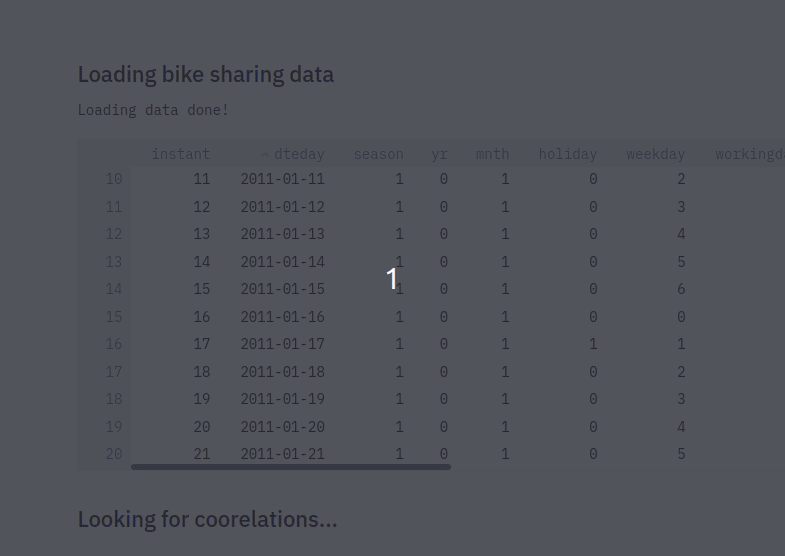 Loading bike sharing data
Loading data done!
instant dteday season yr mnth holiday weekday workingda
10 11 2011-01-11 1 0 1 0 2
11 12 2011-01-12 1 0 1 0 3
12 13 2011-01-13 1 0 1 0 4
13 14 2011-01-14 1 0 1 0 5
1
14 15 2011-01-15 1 0 1 0 6
15 16 2011-01-16 1 0 1 0 0
16 17 2011-01-17 1 0 1 1 1
17 18 2011-01-18 1 0 1 0 2
18 19 2011-01-19 1 0 1 0 3
19 20 2011-01-20 1 0 1 0 4
20 21 2011-01-21 1 0 1 0 5
Looking for coorelations...